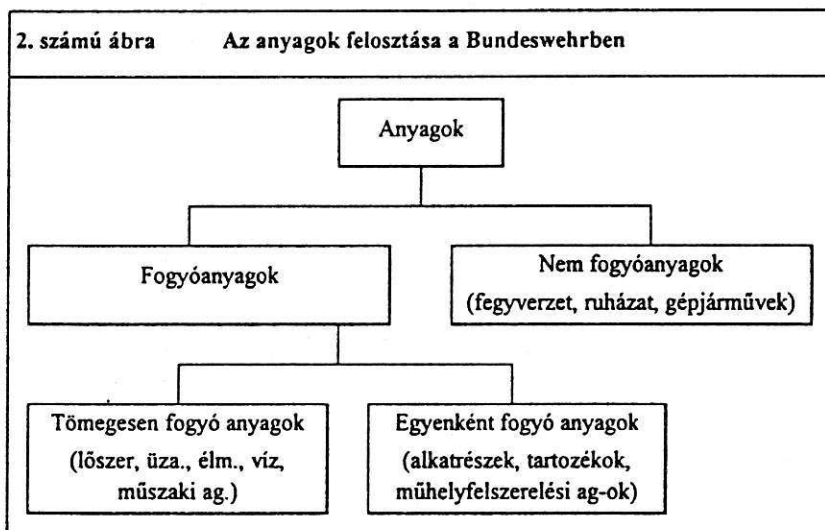 2. számú ábra Az anyagok felosztása a Bundeswehrben
Anyagok
Fogyóanyagok
Nem fogyóanyagok
(fegyverzet, ruházat, gépjárművek)
Tömegesen fogyó anyagok
(lőszer, üza., élm., víz,
műszaki ag.)
Egyenként fogyó anyagok
(alkatrészek, tartozékok,
műhelyfelszerelési ag-ok)